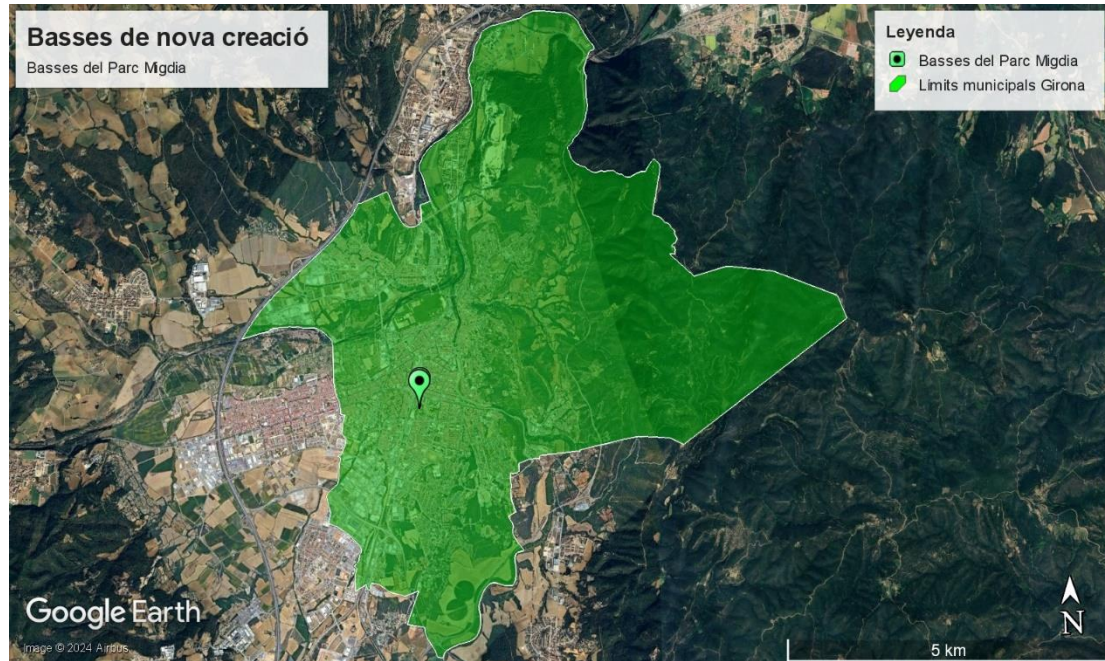 Basses de nova creació
Basses del Parc Migdia
Leyenda
Basses del Parc Migdia
Límits municipals Girona
Google Earth
Image © 2024 Airbus
N
5 km